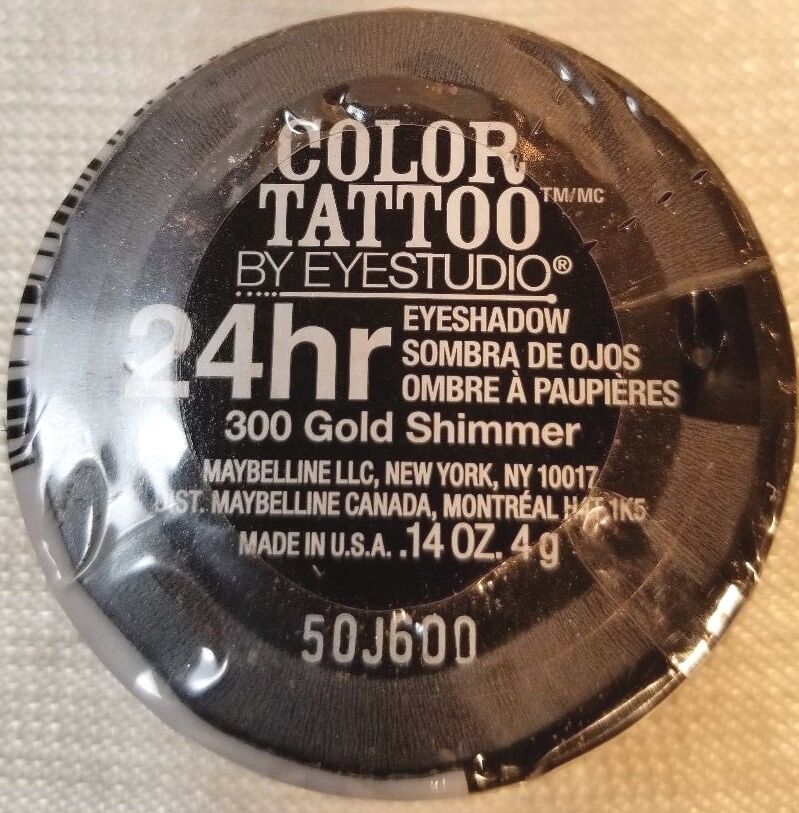 COLOR
TATTOO TM/MC
BY EYESTUDIO®
24hr
EYESHADOW
SOMBRA DE OJOS
OMBRE À PAUPIÈRES
300 Gold Shimmer
MAYBELLINE LLC, NEW YORK, NY 10017
MAYBELLINE CANADA, MONTRÉAL 1K5
MADE IN U.S.A. .14 OZ. 4 g
50J600